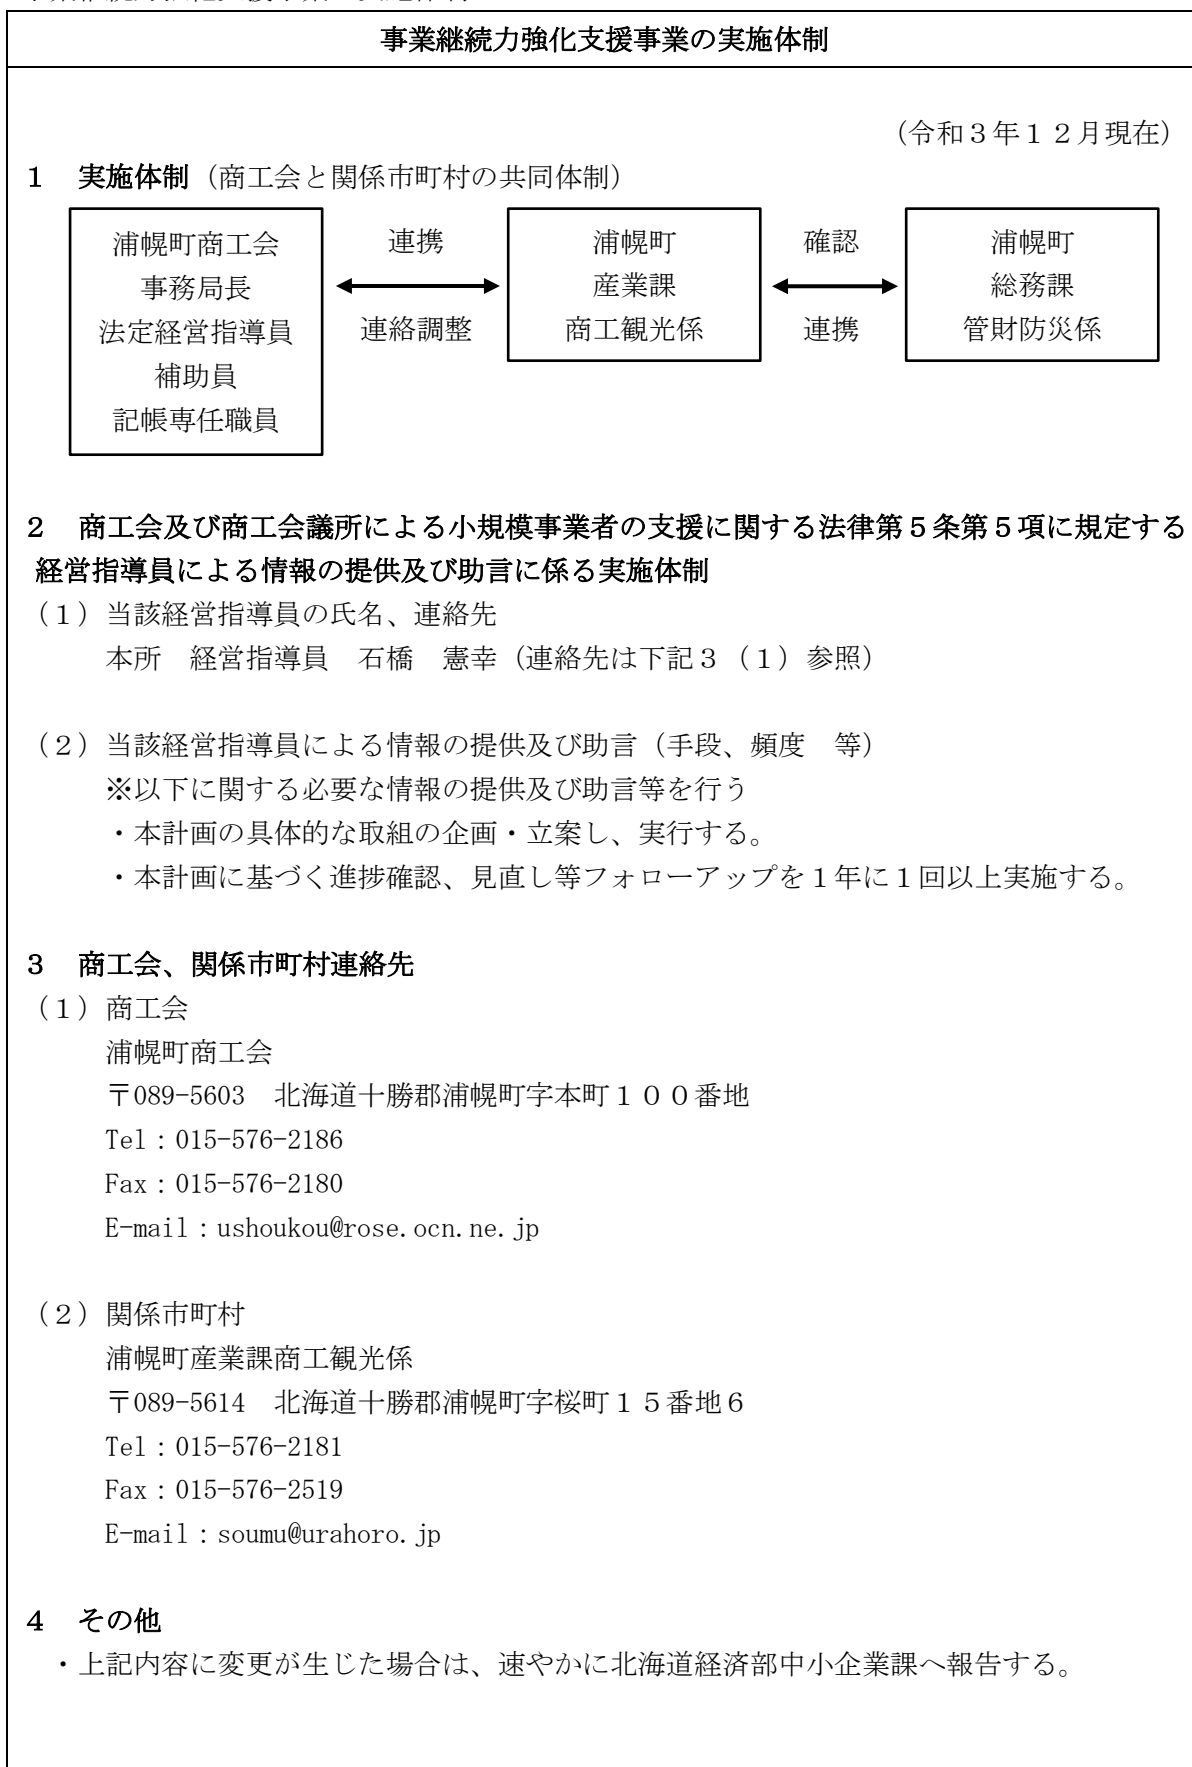 事業継続力強化支援事業の実施体制
（令和３年１２月現在）
１　実施体制（商工会と関係市町村の共同体制）
浦幌町商工会
事務局長
法定経営指導員
補助員
記帳専任職員
連携
連絡調整
浦幌町
産業課
商工観光係
確認
連携
浦幌町
総務課
管財防災係
２　商工会及び商工会議所による小規模事業者の支援に関する法律第５条第５項に規定する
経営指導員による情報の提供及び助言に係る実施体制
（１）当該経営指導員の氏名、連絡先
本所　経営指導員　石橋　憲幸（連絡先は下記３（１）参照）
（２）当該経営指導員による情報の提供及び助言（手段、頻度　等）
※以下に関する必要な情報の提供及び助言等を行う
・本計画の具体的な取組の企画・立案し、実行する。
・本計画に基づく進捗確認、見直し等フォローアップを１年に１回以上実施する。
３　商工会、関係市町村連絡先
（１）商工会
浦幌町商工会
〒089-5603　北海道十勝郡浦幌町字本町１００番地
Tel：015-576-2186
Fax：015-576-2180
E-mail：ushoukou@rose.ocn.ne.jp
（２）関係市町村
浦幌町産業課商工観光係
〒089-5614　北海道十勝郡浦幌町字桜町１５番地６
Tel：015-576-2181
Fax：015-576-2519
E-mail：soumu@urahoro.jp
４　その他
・上記内容に変更が生じた場合は、速やかに北海道経済部中小企業課へ報告する。